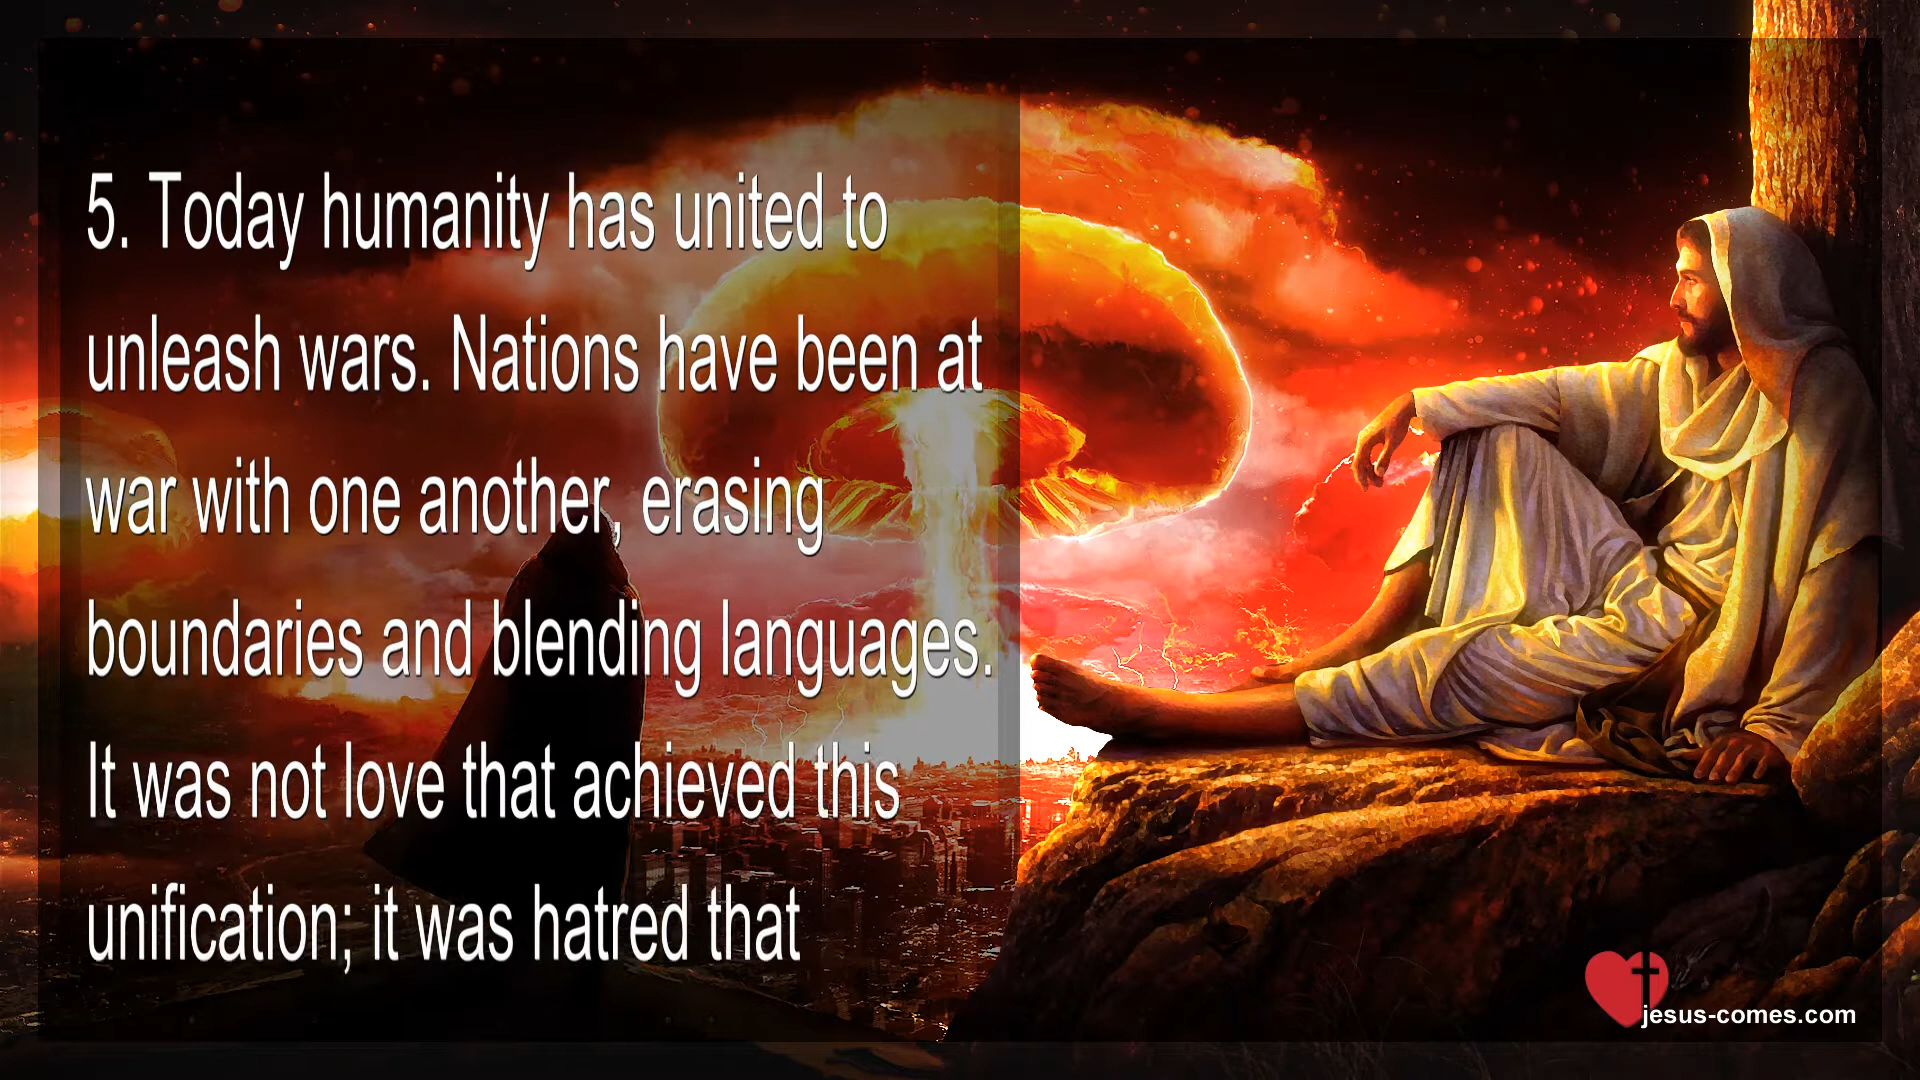 5. Today humanity has united to
unleash wars. Nations have been at
war with one another, erasing
boundaries and blending languages.
It was not love that achieved this
unification; it was hatred that
jesus-comes.com